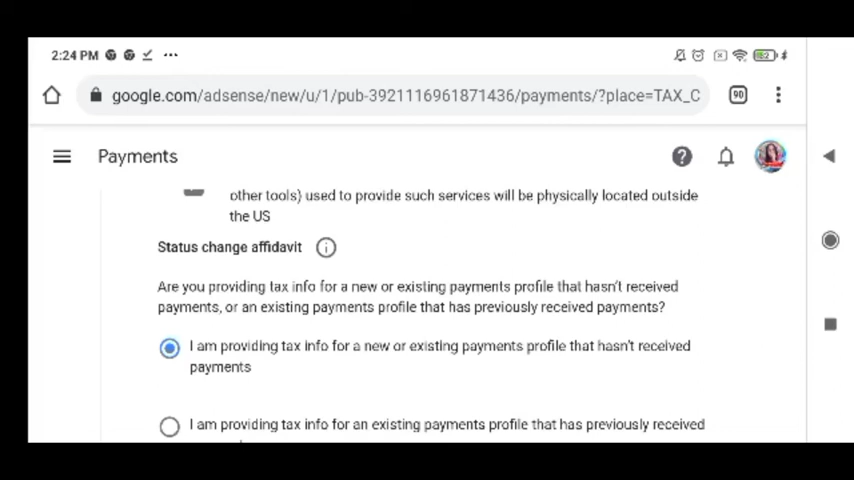 2:24 PM
82
google.com/adsense/new/u/1/pub-3921116961871436/payments/?place=TAX_C
90
Payments
other tools) used to provide such services will be physically located outside
the US
Status change affidavit
Are you providing tax info for a new or existing payments profile that hasn't received
payments, or an existing payments profile that has previously received payments?
I am providing tax info for a new or existing payments profile that hasn't received
payments
I am providing tax info for an existing payments profile that has previously received